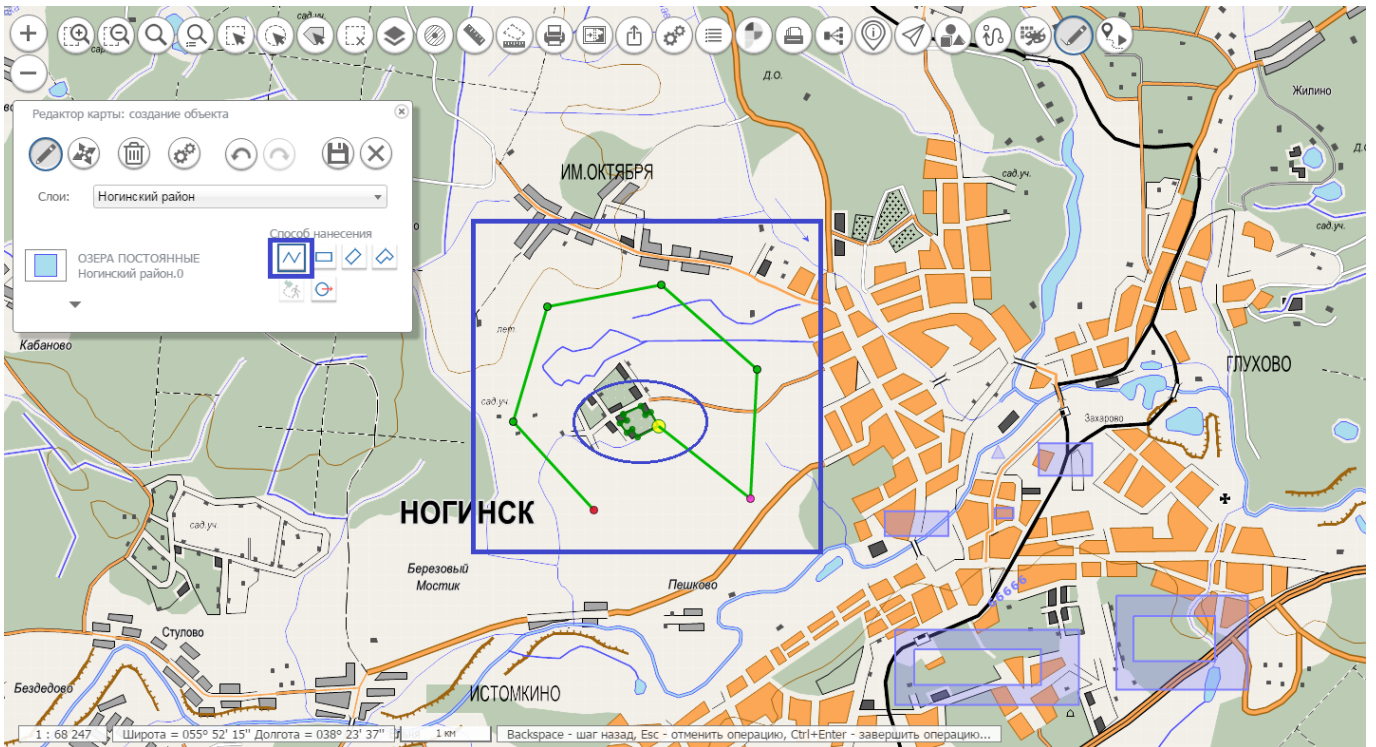 сад.уч.
Д.О.
Жилино
Редактор карты: создание объекта
Слои:
Ногинский район
Способ нанесения
ОЗЕРА ПОСТОЯННЫЕ
Ногинский район.0
ИМ.ОКТЯБРЯ
сад.уч.
сад.уч.
лет.
Кабаново
сад.уч.
ГЛУХОВО
Захарово
НОГИНСК
сад.уч.
Березовый
Мостик
Пешково
66666
Стулово
Бездедово
ИСТОМКИНО
1 : 68 247
Широта = 055° 52' 15" Долгота = 038° 23' 37"
1 км
Backspace - шаг назад, Esc - отменить операцию, Ctrl+Enter - завершить операцию...